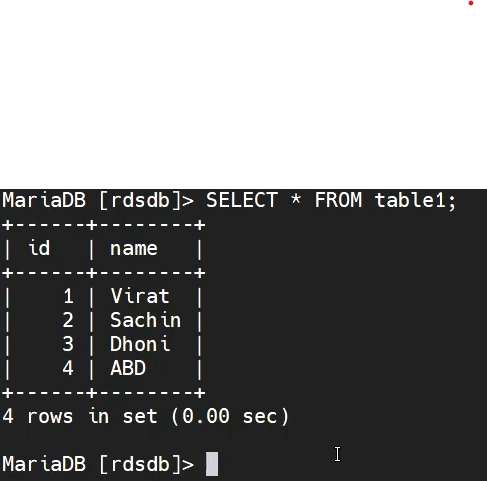 MariaDB [rdsdb]> SELECT * FROM table1;
+------+--------+
| id   | name   |
+------+--------+
|    1 | Virat  |
|    2 | Sachin |
|    3 | Dhoni  |
|    4 | ABD    |
+------+--------+
4 rows in set (0.00 sec)
MariaDB [rdsdb]>